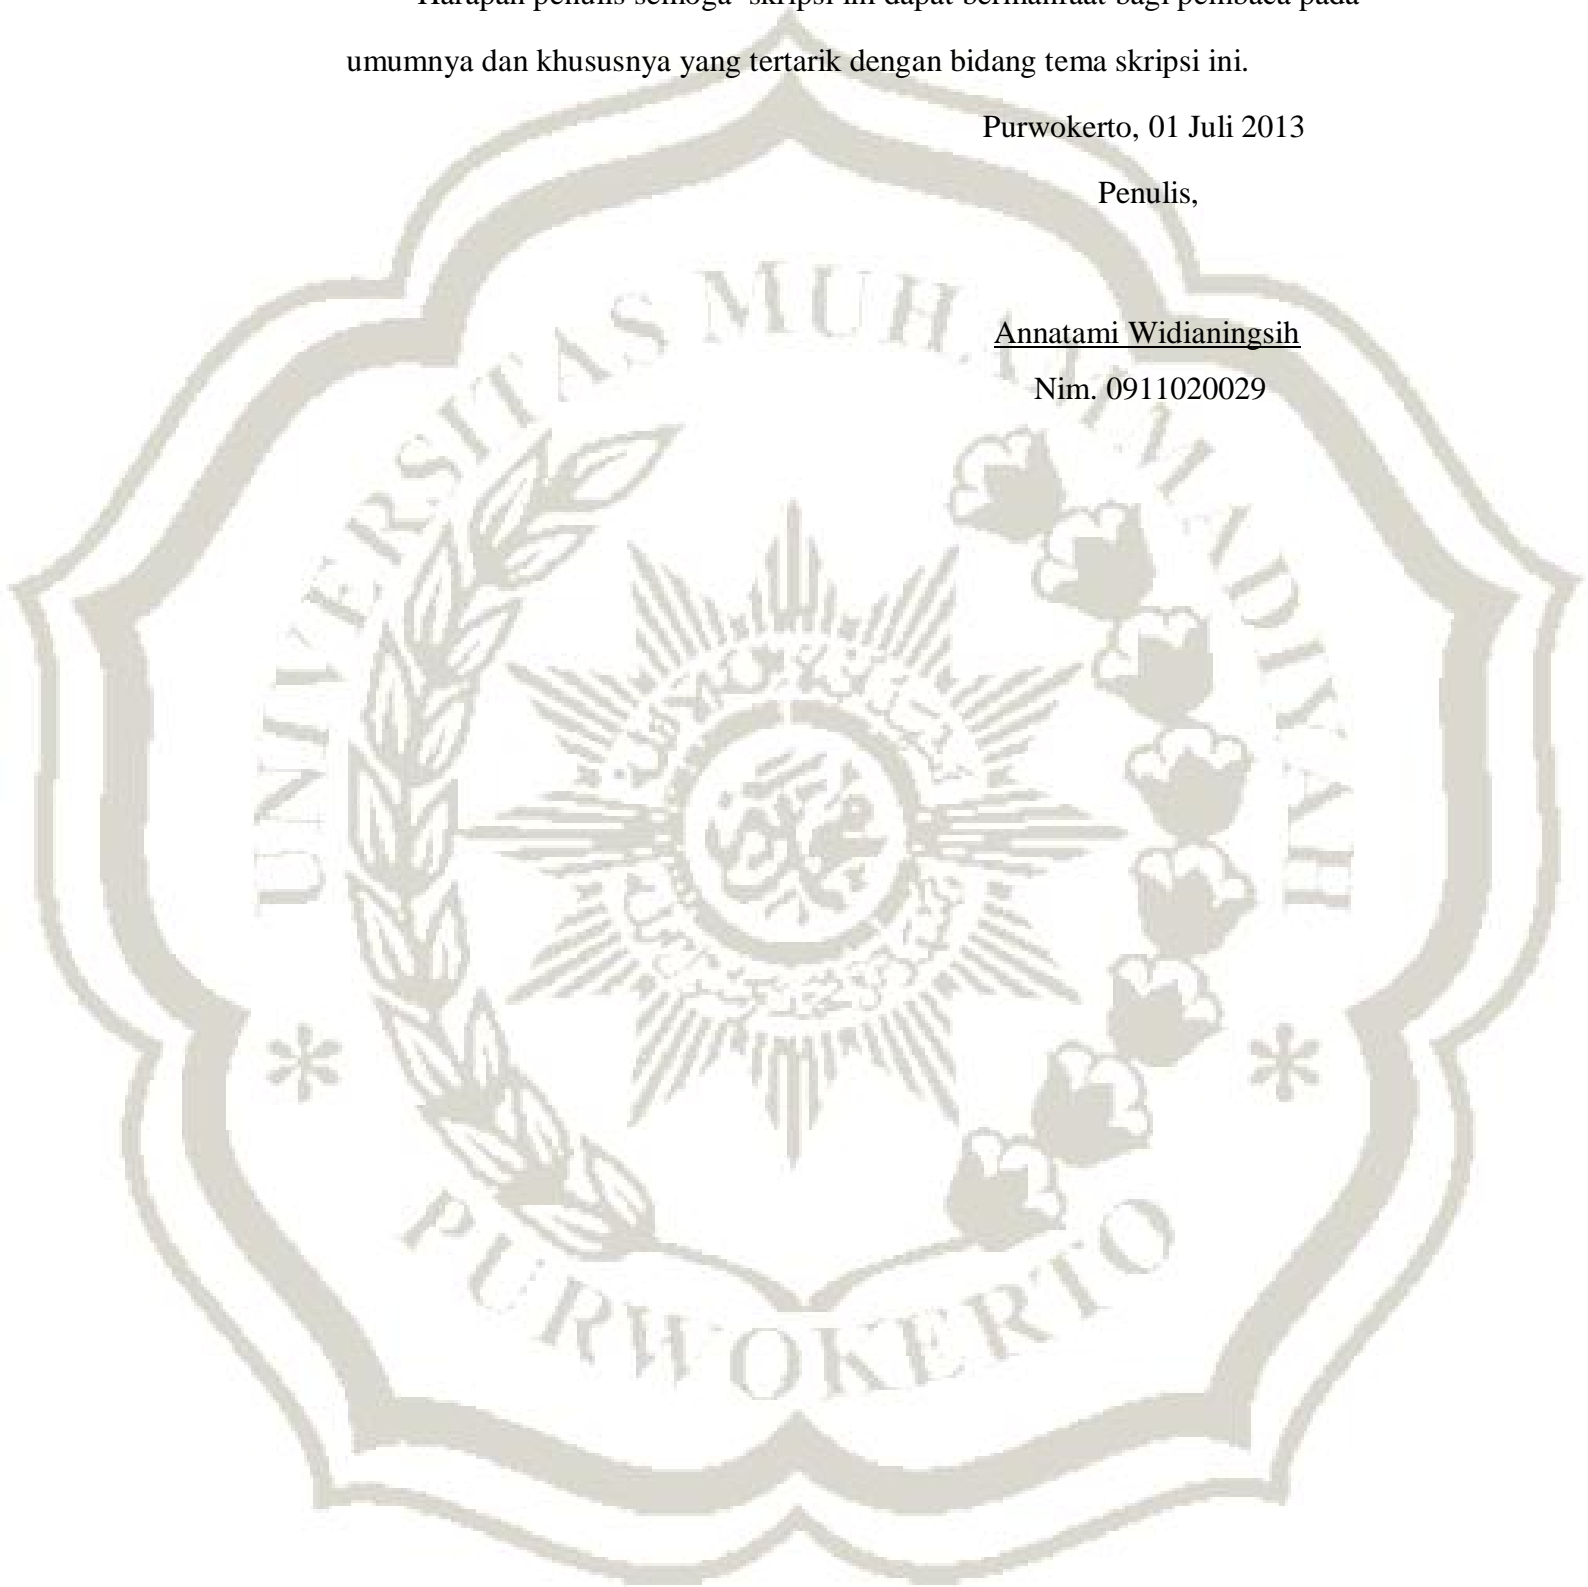 Harapan penulis semoga skripsi ini dapat bermanfaat bagi pembaca pada
umumnya dan khususnya yang tertarik dengan bidang tema skripsi ini.
Purwokerto, 01 Juli 2013
Penulis,
Annatami Widianingsih
Nim. 0911020029
UNIVERSITAS MUHAMMADIYAH
PURWOKERTO